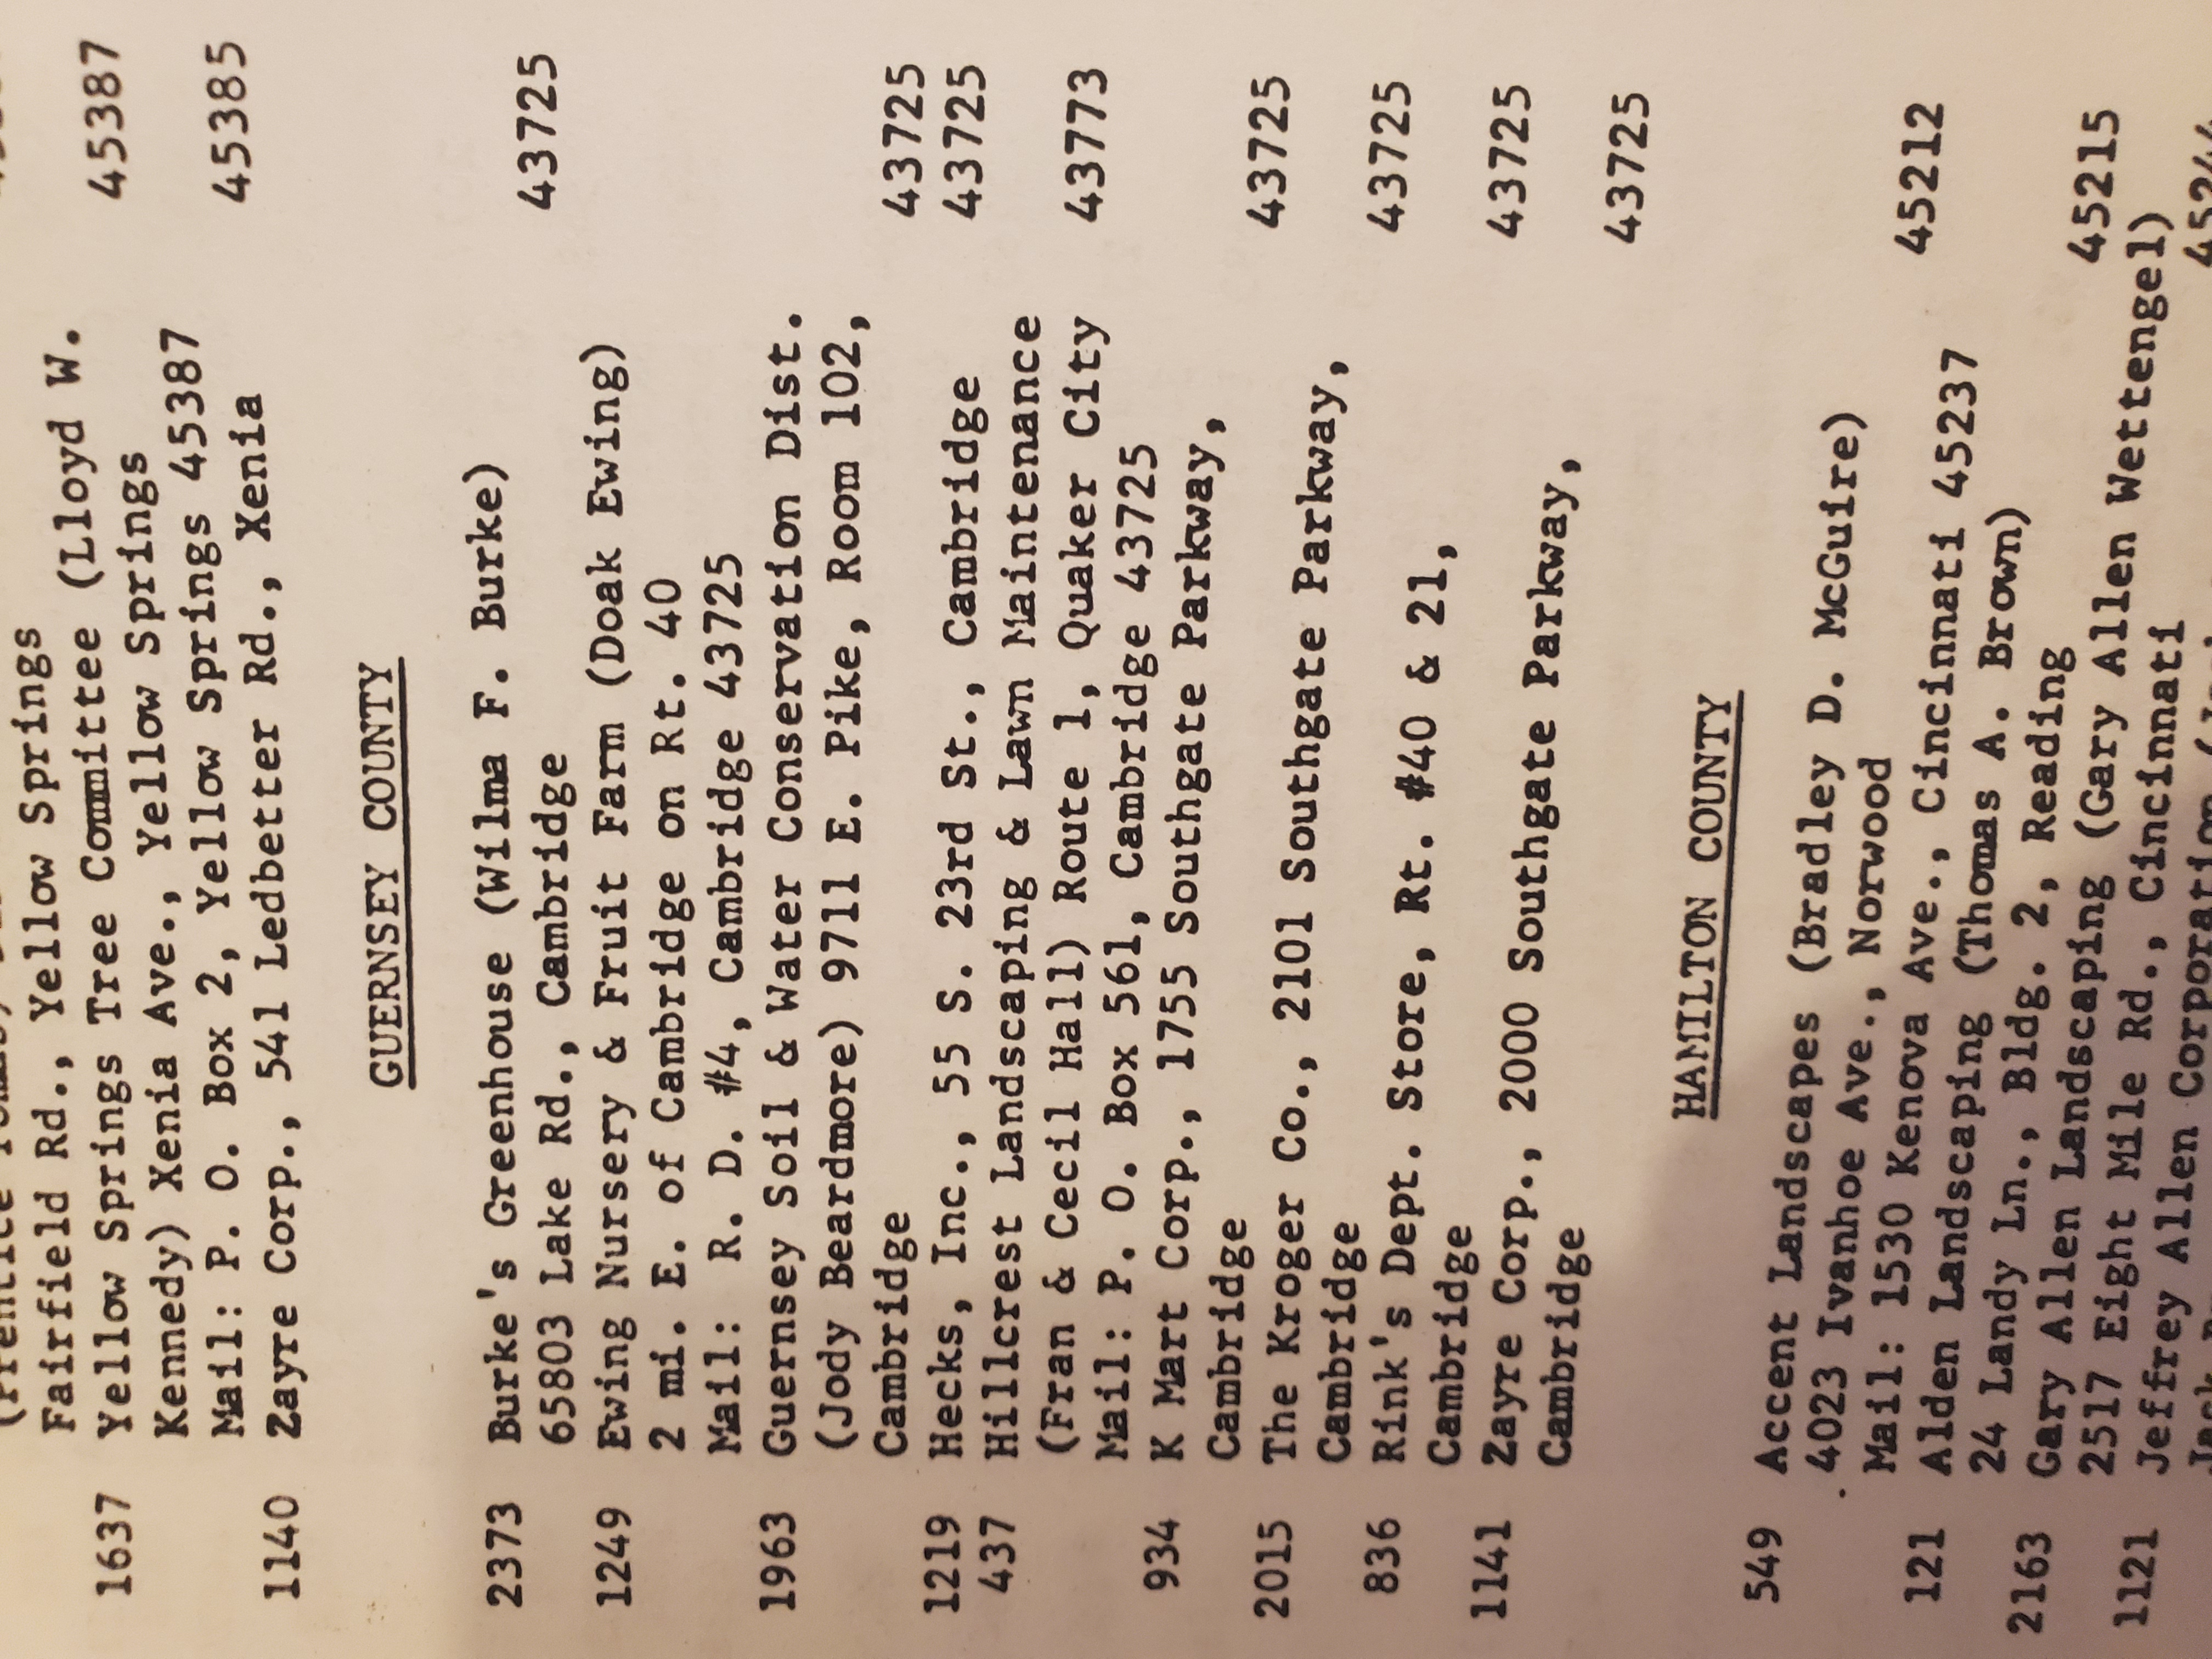 Fairfield Rd., Yellow Springs 45387
1637 Yellow Springs Tree Committee (Lloyd W.
Kennedy) Xenia Ave., Yellow Springs
Mail: P. O. Box 2, Yellow Springs 45387 45385
1140 Zayre Corp., 541 Ledbetter Rd., Xenia
GUERNSEY COUNTY
2373 Burke's Greenhouse (Wilma F. Burke)
65803 Lake Rd., Cambridge 43725
1249 Ewing Nursery & Fruit Farm (Doak Ewing)
2 mi. E. of Cambridge on Rt. 40
Mail: R. D. #4, Cambridge 43725
1963 Guernsey Soil & Water Conservation Dist.
(Jody Beardmore) 9711 E. Pike, Room 102,
Cambridge 43725
1219 Hecks, Inc., 55 S. 23rd St., Cambridge 43725
437 Hillcrest Landscaping & Lawn Maintenance
(Fran & Cecil Hall) Route 1, Quaker City 43773
Mail: P. O. Box 561, Cambridge 43725
934 K Mart Corp., 1755 Southgate Parkway,
Cambridge 43725
2015 The Kroger Co., 2101 Southgate Parkway,
Cambridge 43725
836 Rink's Dept. Store, Rt. #40 & 21,
Cambridge 43725
1141 Zayre Corp., 2000 Southgate Parkway,
Cambridge 43725
HAMILTON COUNTY
549 Accent Landscapes (Bradley D. McGuire)
4023 Ivanhoe Ave., Norwood 45212
Mail: 1530 Kenova Ave., Cincinnati 45237
121 Alden Landscaping (Thomas A. Brown)
24 Landy Ln., Bldg. 2, Reading 45215
2163 Gary Allen Landscaping (Gary Allen Wettengel)
2517 Eight Mile Rd., Cincinnati 45244
1121 Jeffrey Allen Corporation